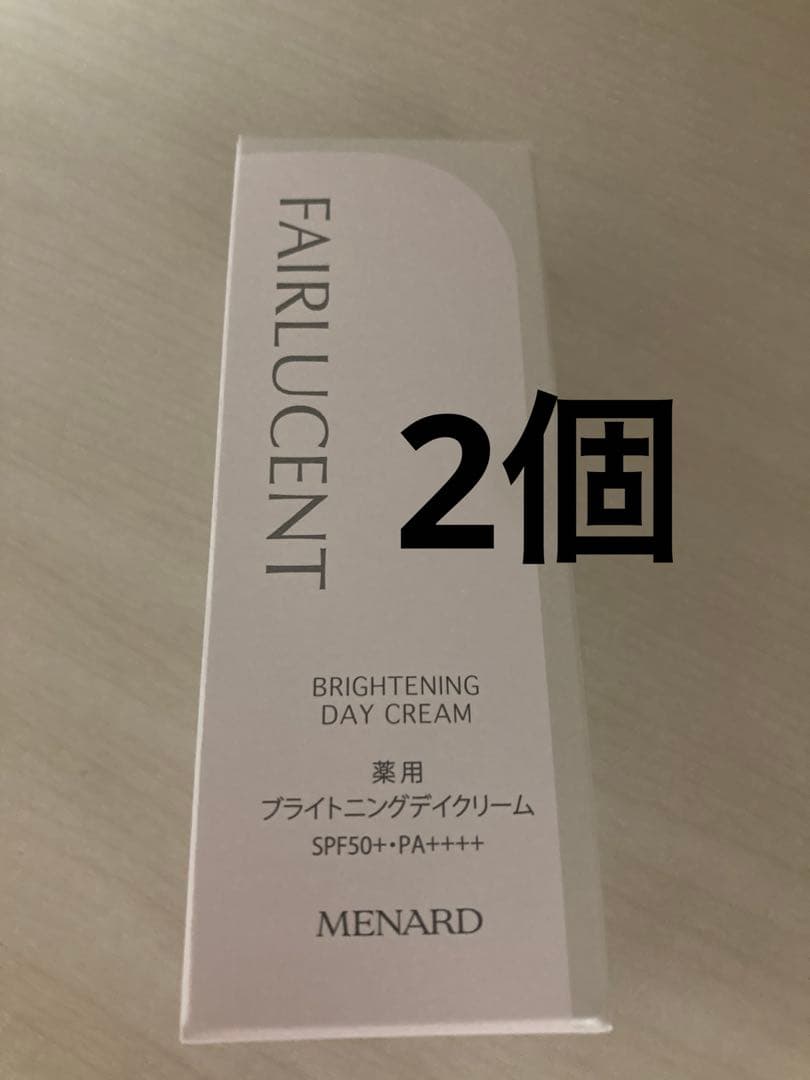 FAIRLUCENT
2個
BRIGHTENING
DAY CREAM
薬用
ブライトニングデイクリーム
SPF50+・PA++++
MENARD